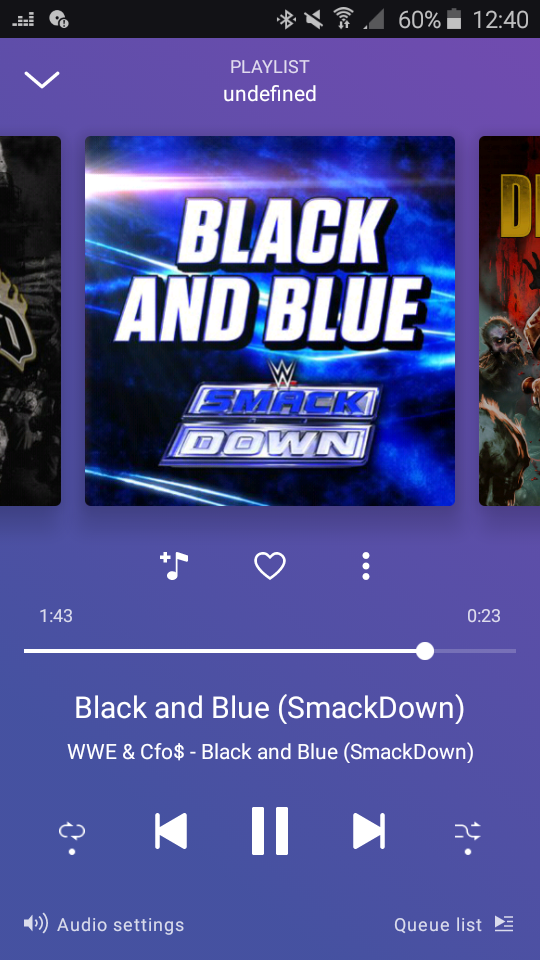 60% 12:40
PLAYLIST
undefined
BLACK
AND BLUE
SMACK
DOWN
1:43 0:23
Black and Blue (SmackDown)
WWE & Cfo$ - Black and Blue (SmackDown)
Audio settings Queue list